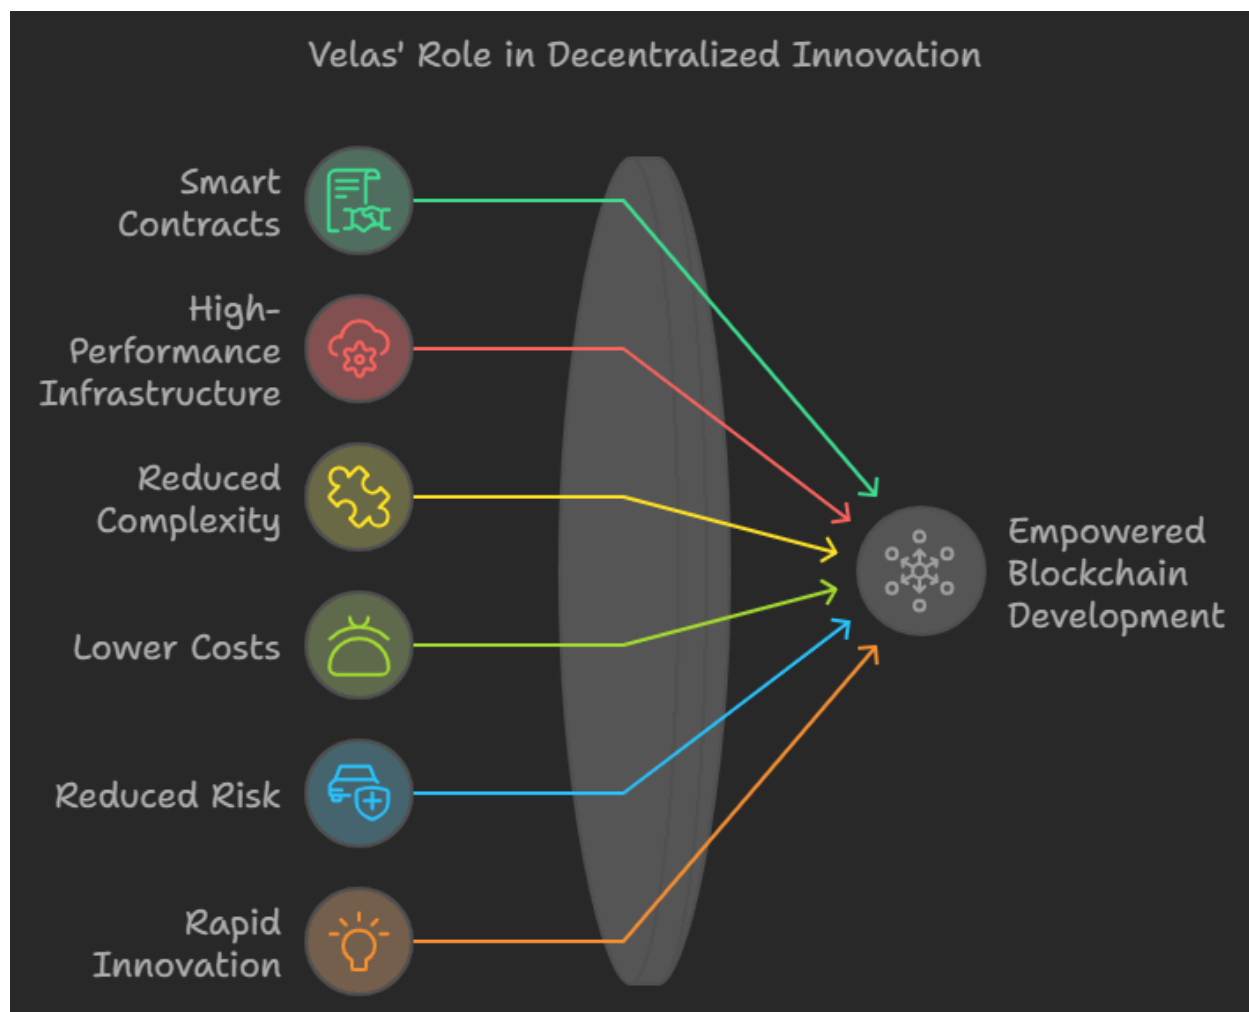 Velas' Role in Decentralized Innovation
Smart
Contracts
High-
Performance
Infrastructure
Reduced
Complexity
Lower Costs
Reduced Risk
Rapid
Innovation
Empowered
Blockchain
Development